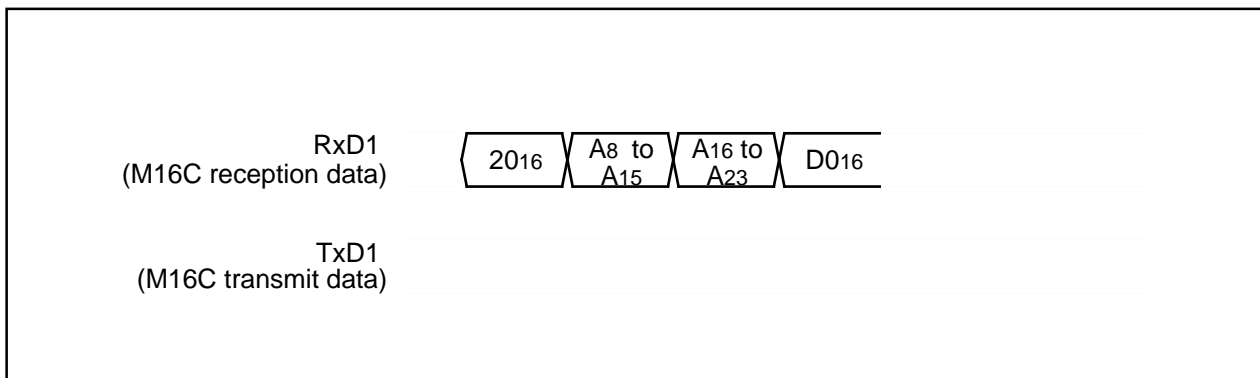 RxD1
(M16C reception data)
2016
A8 to
A15
A16 to
A23
D016
TxD1
(M16C transmit data)